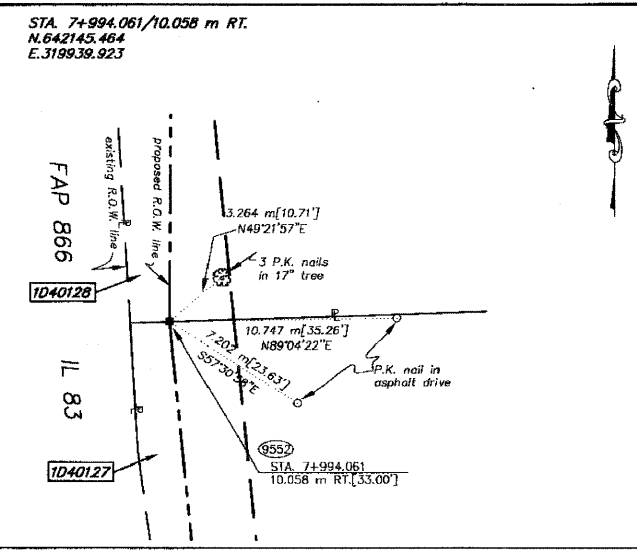 STA. 7+994.061/10.058 m RT.
N.642145.464
E.319939.923
FAP 866
existing R.O.W. line
proposed R.O.W. line
3.264 m[10.71']
N49°21'57"E
3 P.K. nails
in 17" tree
1D40128
10.747 m[35.26']
N89°04'22"E
7.202 m[23.63']
P.K. nail in
asphalt drive
IL 83
1D40127
9552
STA. 7+994.061
10.058 m RT.[33.00']